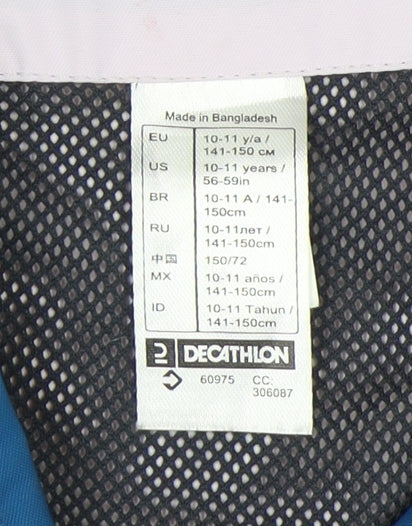 Made in Bangladesh
EU 10-11 y/a /
141-150 см
US 10-11 years /
56-59in
BR 10-11 A / 141-
150cm
RU 10-11лет /
141-150cm
中国 150/72
MX 10-11 años /
141-150cm
ID 10-11 Tahun /
141-150cm
DECATHLON
60975 CC:
306087